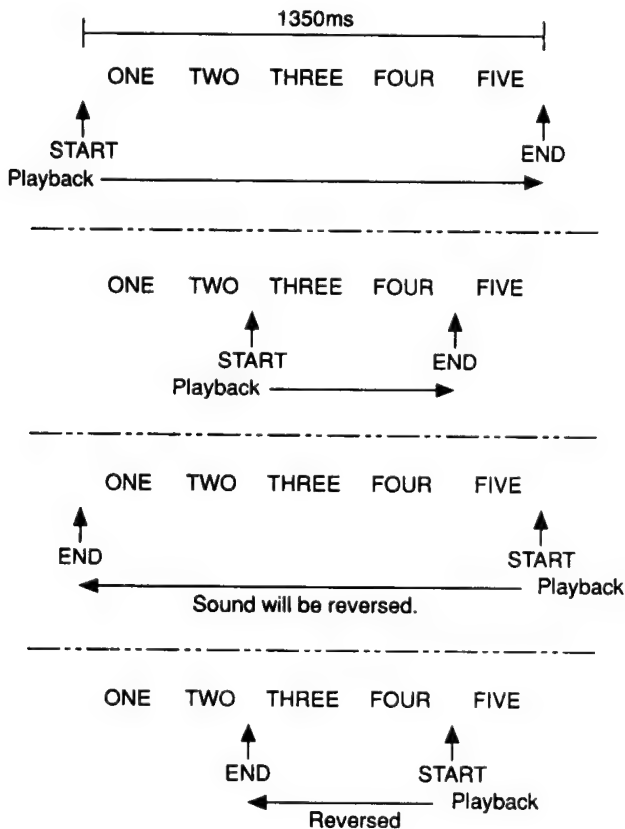 1350ms
ONE TWO THREE FOUR FIVE
START END
Playback
ONE TWO THREE FOUR FIVE
START END
Playback
ONE TWO THREE FOUR FIVE
END START
Playback
Sound will be reversed.
ONE TWO THREE FOUR FIVE
END START
Playback
Reversed